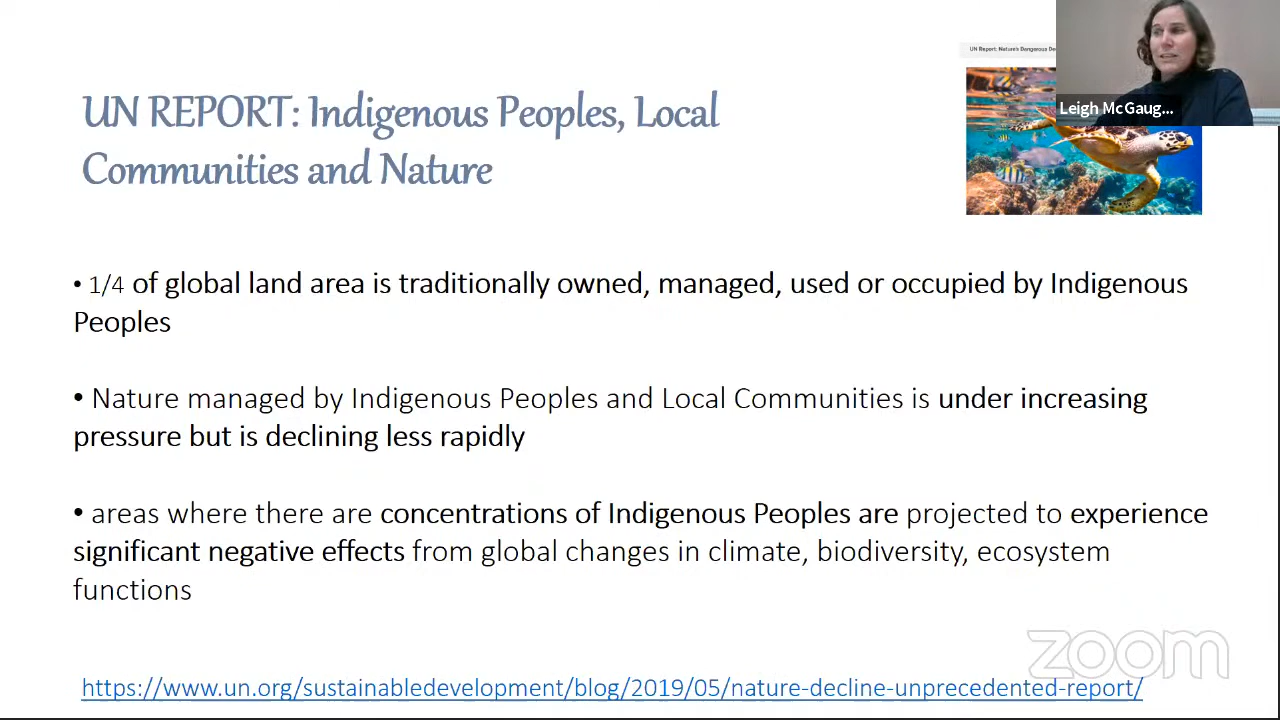 UN Report: Nature's Dangerous
Leigh McGaug...
UN REPORT: Indigenous Peoples, Local
Communities and Nature
• 1/4 of global land area is traditionally owned, managed, used or occupied by Indigenous
Peoples
• Nature managed by Indigenous Peoples and Local Communities is under increasing
pressure but is declining less rapidly
• areas where there are concentrations of Indigenous Peoples are projected to experience
significant negative effects from global changes in climate, biodiversity, ecosystem
functions
zoom
https://www.un.org/sustainabledevelopment/blog/2019/05/nature-decline-unprecedented-report/